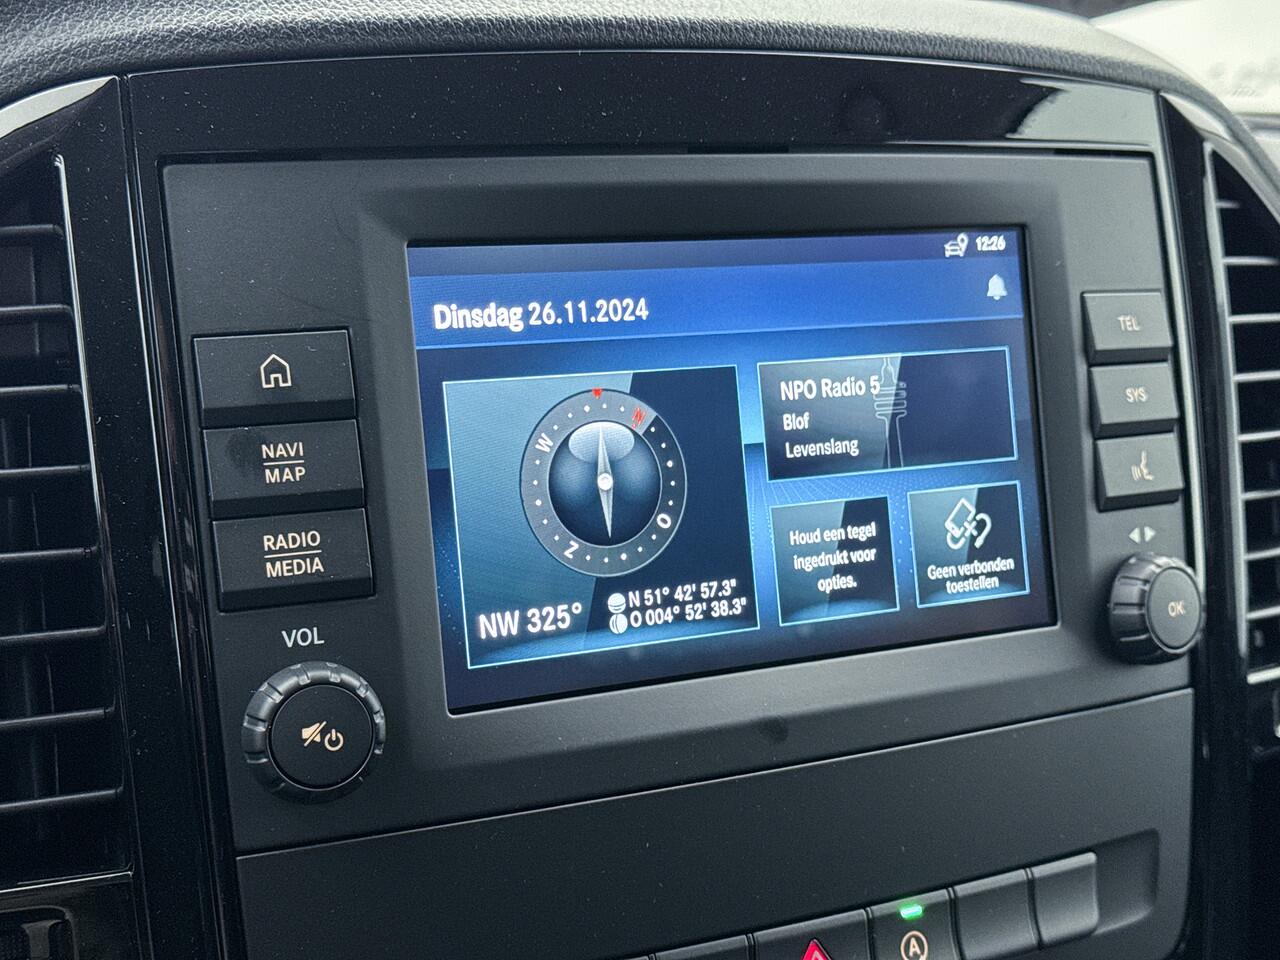 12:26
Dinsdag 26.11.2024
N
W
O
Z
NW 325°
N 51° 42' 57.3"
O 004° 52' 38.3"
NPO Radio 5
Blof
Levenslang
Houd een tegel
ingedrukt voor
opties.
Geen verbonden
toestellen
NAVI
MAP
RADIO
MEDIA
VOL
TEL
SYS
OK
A